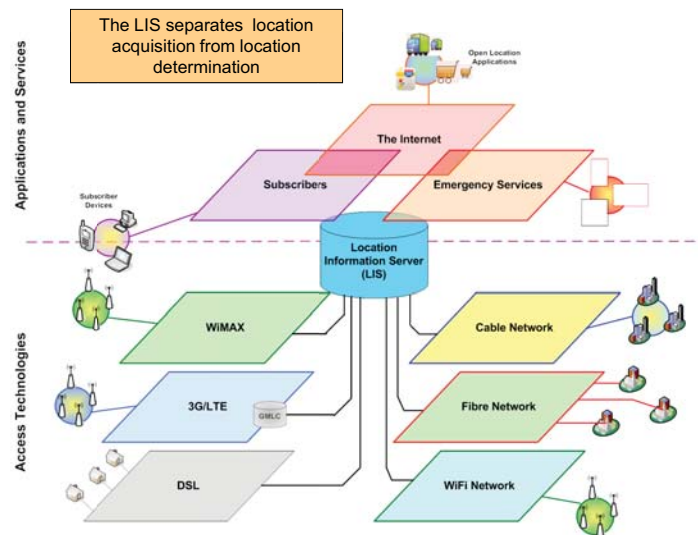 The LIS separates location
acquisition from location
determination
Open Location
Applications
Applications and Services
The Internet
Subscribers
Emergency Services
Subscriber
Devices
Location
Information Server
(LIS)
WiMAX
Cable Network
Access Technologies
3G/LTE
GMLC
Fibre Network
DSL
WiFi Network